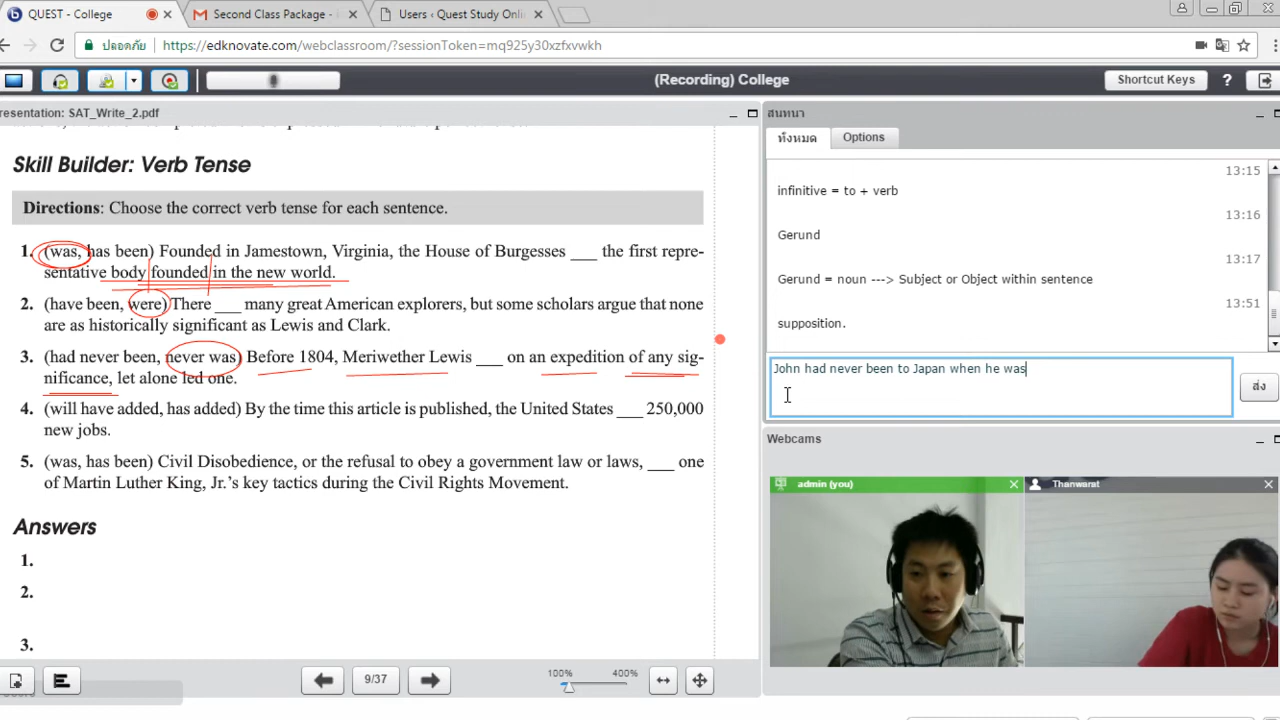 QUEST - College
Second Class Package -
Users ‹ Quest Study Onli
ปลอดภัย
https://edknovate.com/webclassroom/?sessionToken=mq925y30xzfxvwkh
(Recording) College
Shortcut Keys
?
resentation: SAT_Write_2.pdf
Skill Builder: Verb Tense
Directions: Choose the correct verb tense for each sentence.
1. (was, has been) Founded in Jamestown, Virginia, the House of Burgesses ___ the first repre-
sentative body founded in the new world.
2. (have been, were) There ___ many great American explorers, but some scholars argue that none
are as historically significant as Lewis and Clark.
3. (had never been, never was) Before 1804, Meriwether Lewis ___ on an expedition of any sig-
nificance, let alone led one.
4. (will have added, has added) By the time this article is published, the United States ___ 250,000
new jobs.
5. (was, has been) Civil Disobedience, or the refusal to obey a government law or laws, ___ one
of Martin Luther King, Jr.'s key tactics during the Civil Rights Movement.
Answers
1.
2.
3.
9/37
100%
400%
สนทนา
ทั้งหมด
Options
13:15
infinitive = to + verb
13:16
Gerund
13:17
Gerund = noun ---> Subject or Object within sentence
13:51
supposition.
John had never been to Japan when he was
ส่ง
Webcams
admin (you)
Thanwarat